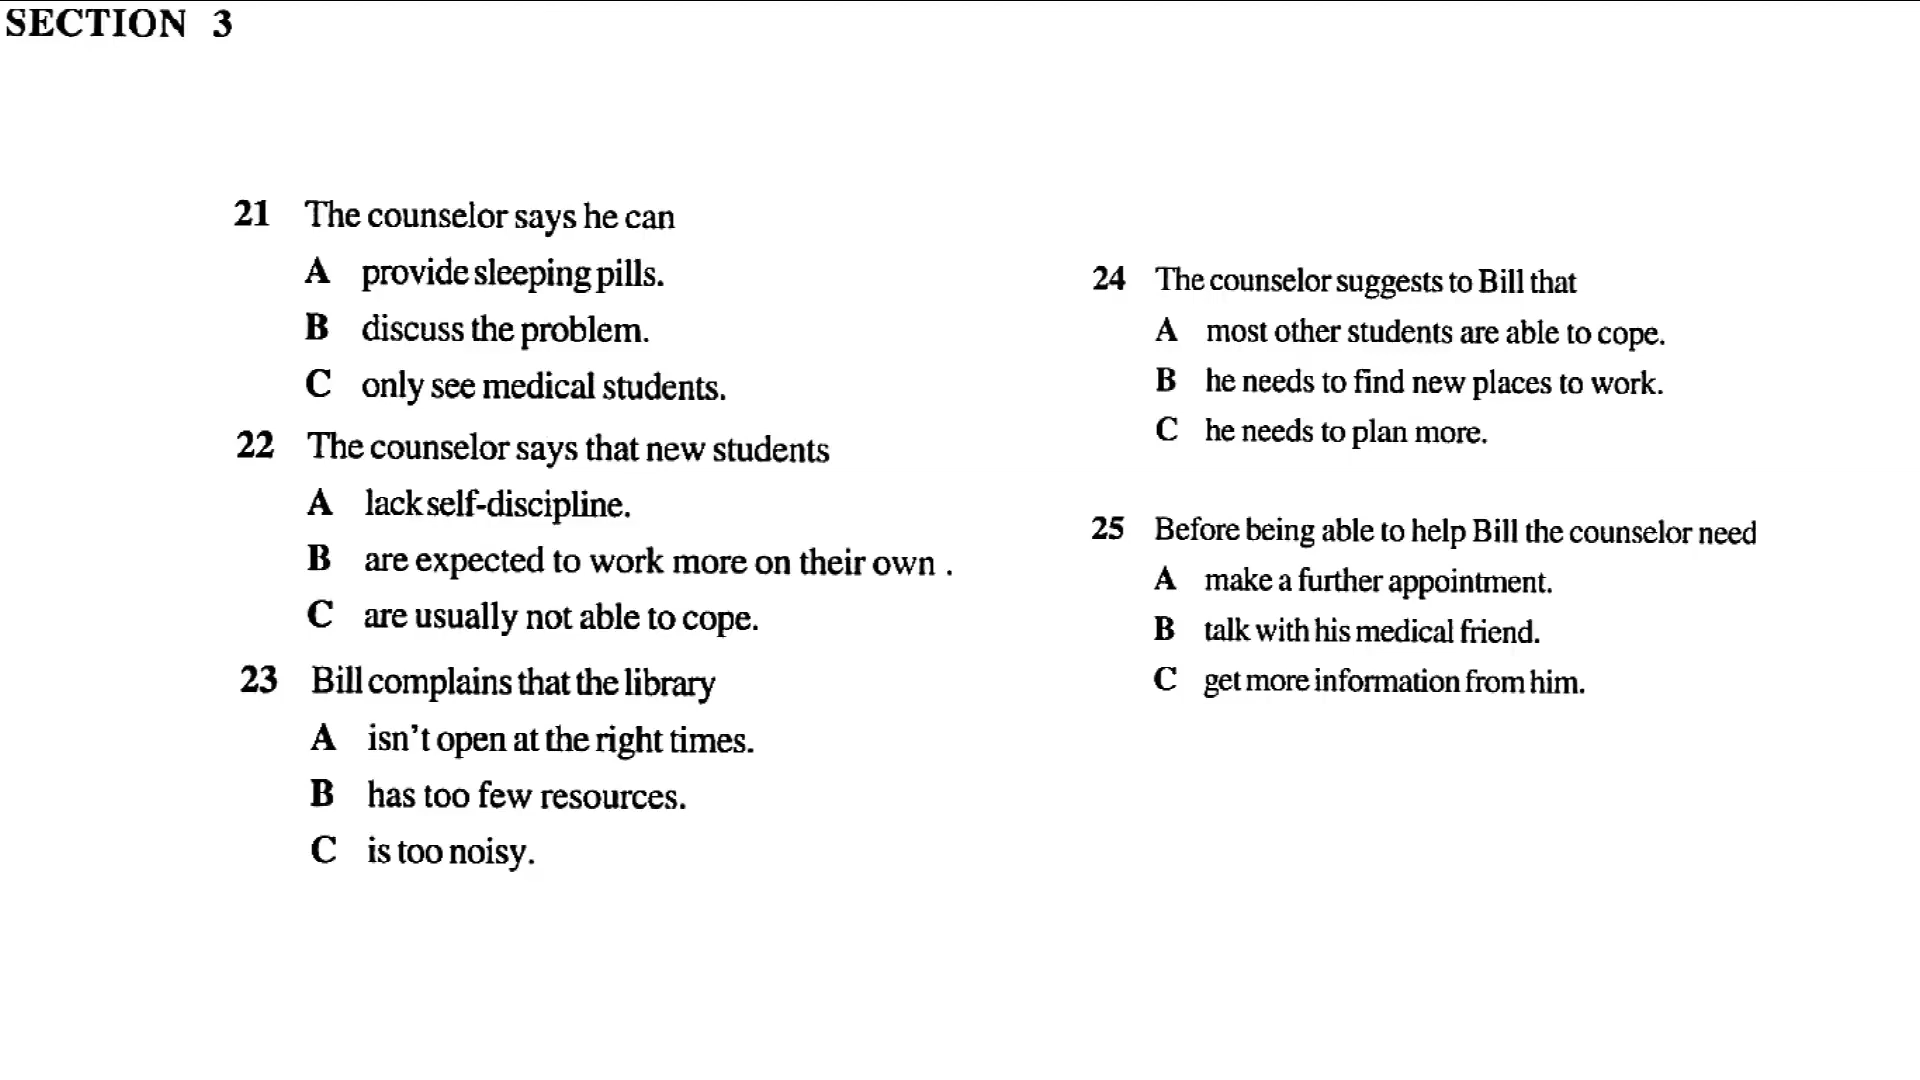 SECTION 3
21 The counselor says he can
A provide sleeping pills.
B discuss the problem.
C only see medical students.
22 The counselor says that new students
A lack self-discipline.
B are expected to work more on their own .
C are usually not able to cope.
23 Bill complains that the library
A isn't open at the right times.
B has too few resources.
C is too noisy.
24 The counselor suggests to Bill that
A most other students are able to cope.
B he needs to find new places to work.
C he needs to plan more.
25 Before being able to help Bill the counselor need
A make a further appointment.
B talk with his medical friend.
C get more information from him.